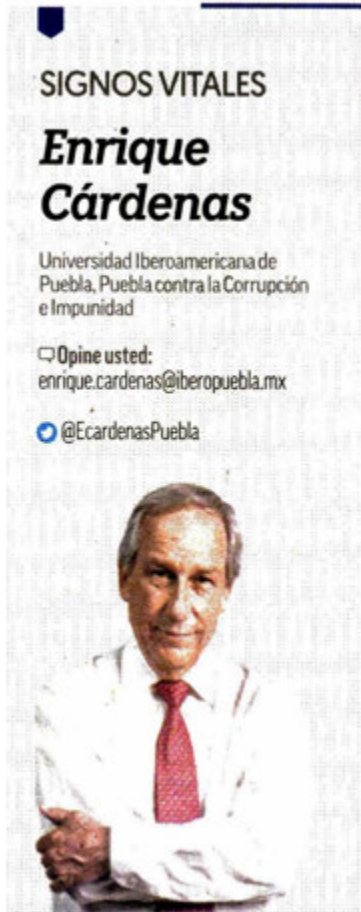 SIGNOS VITALES
Enrique
Cárdenas
Universidad Iberoamericana de
Puebla, Puebla contra la Corrupción
e Impunidad
Opine usted:
enrique.cardenas@iberopuebla.mx
@EcardenasPuebla